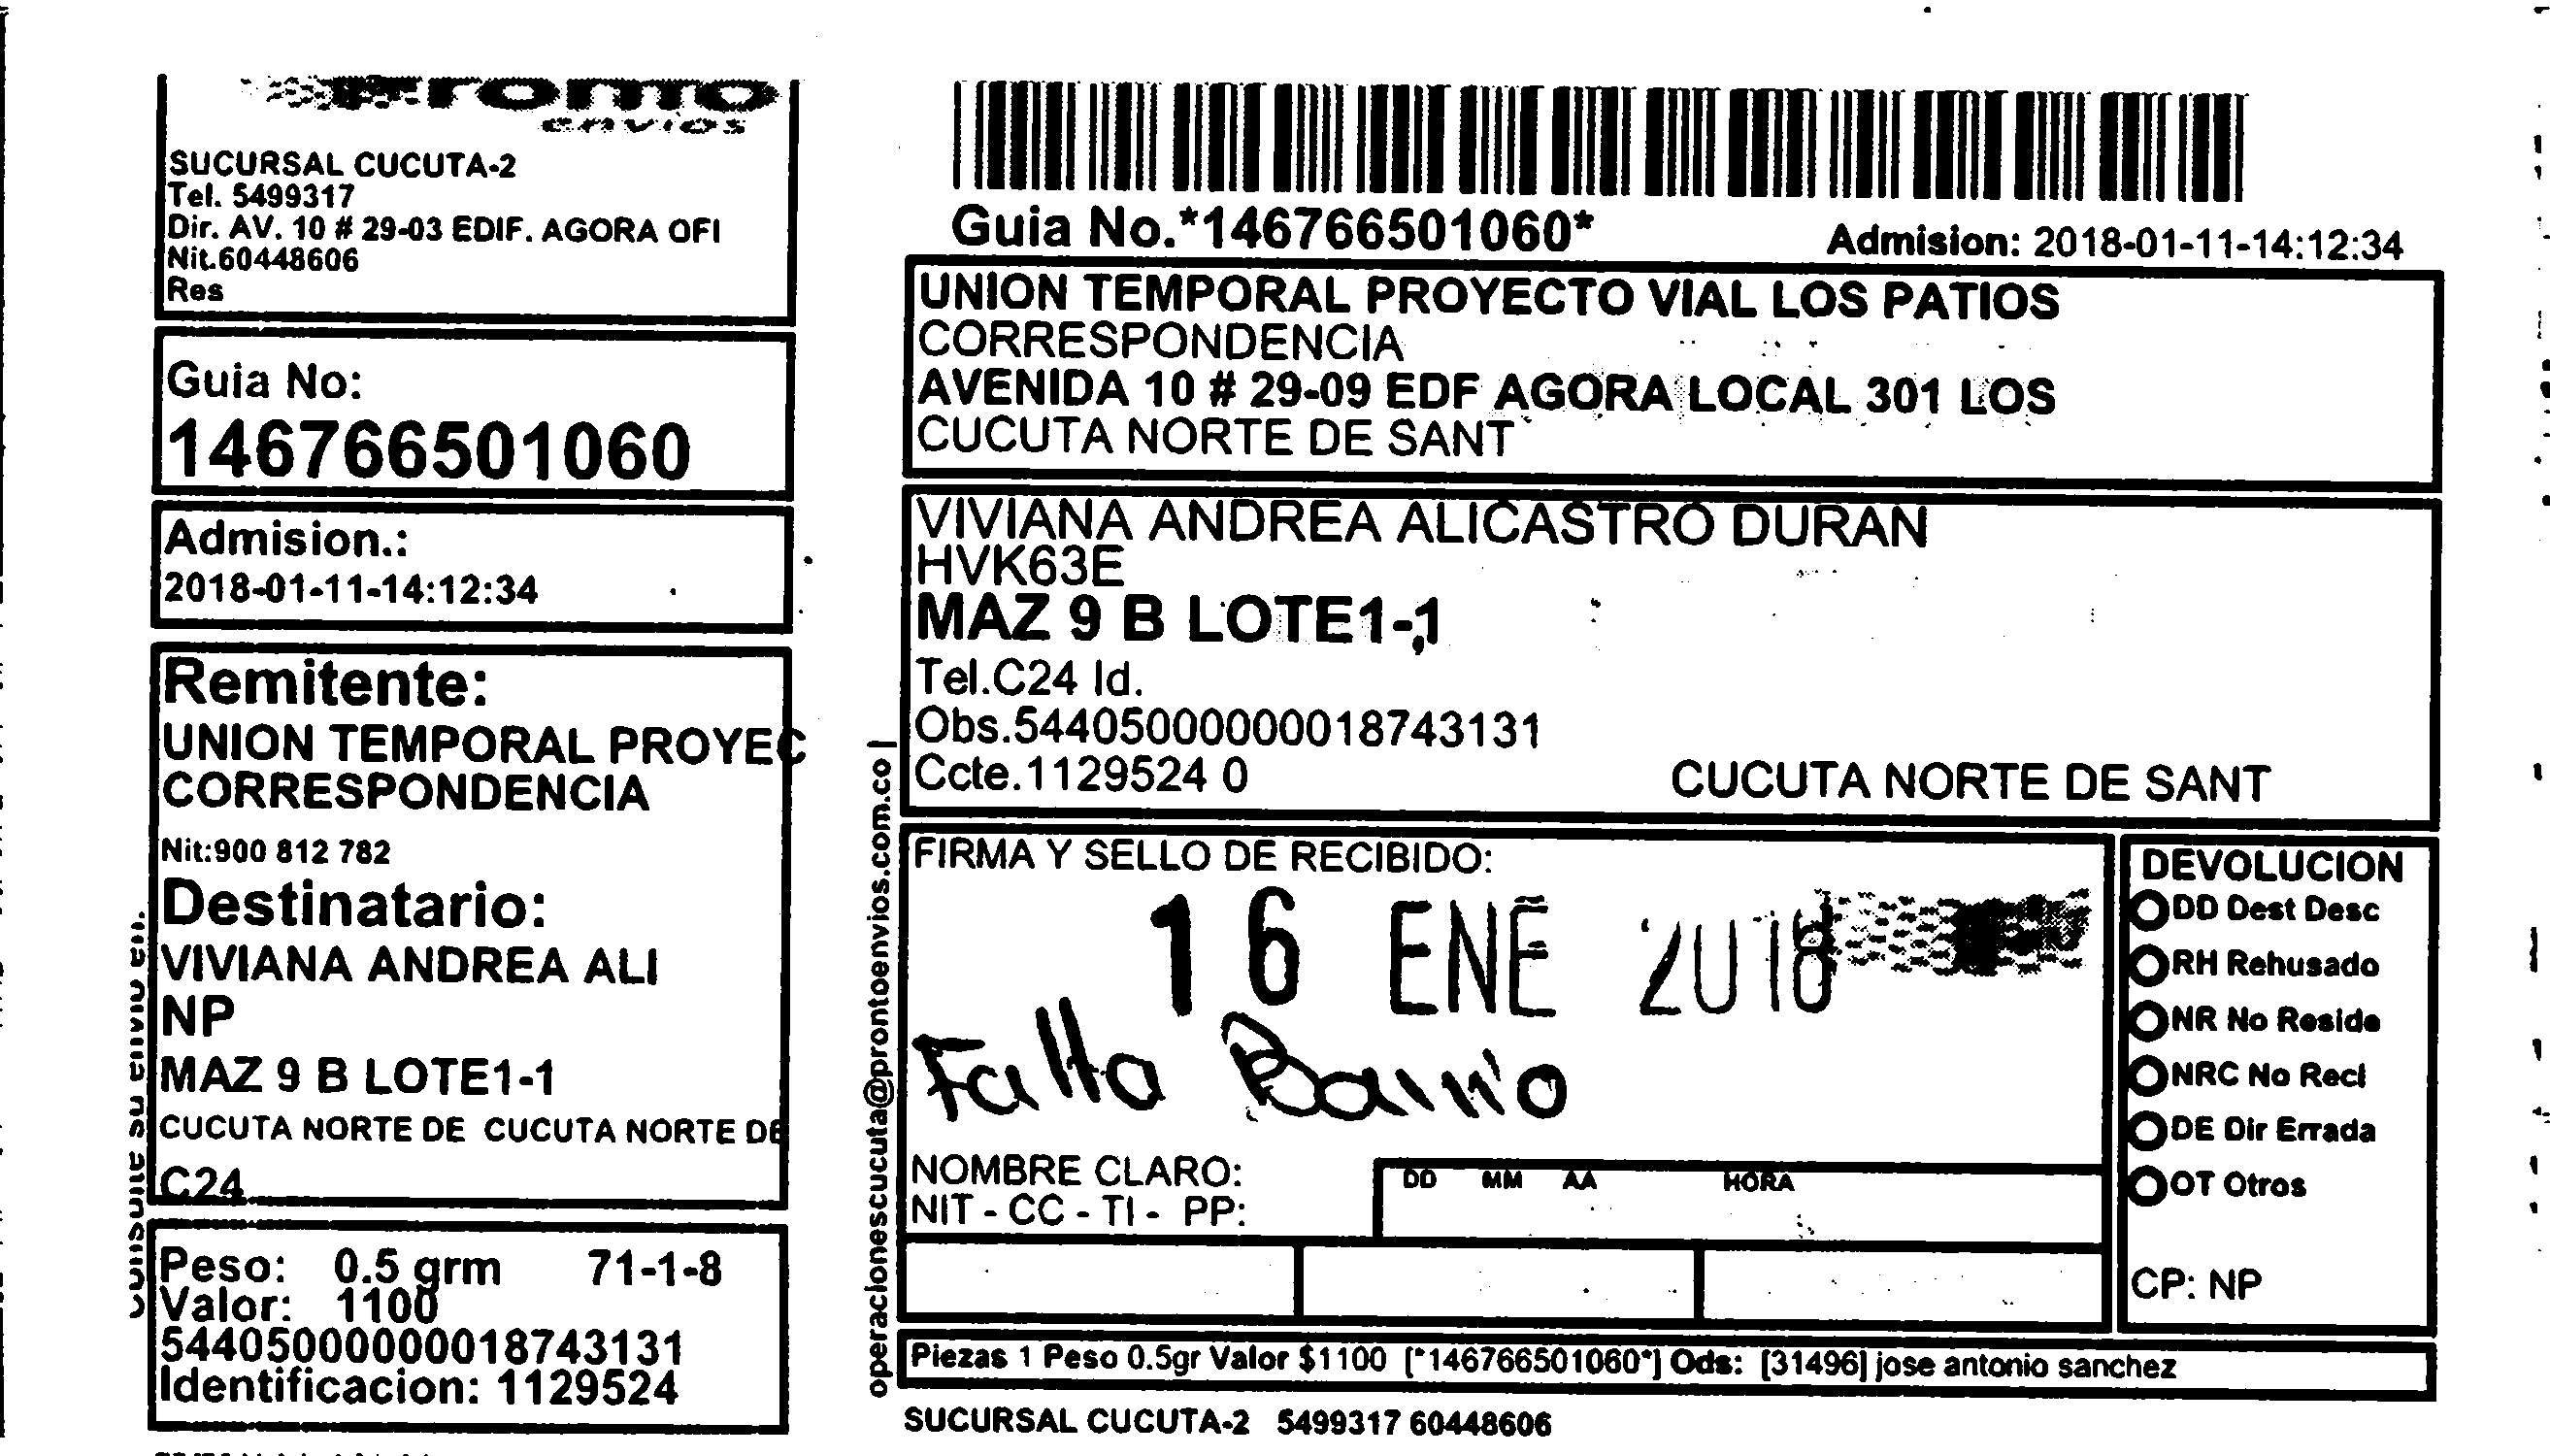 Pronto
envios
SUCURSAL CUCUTA-2
Tel. 5499317
Dir. AV. 10 # 29-03 EDIF. AGORA OFI
Nit.60448606
Res
Guia No:
146766501060
Admision.:
2018-01-11-14:12:34
Remitente:
UNION TEMPORAL PROYEC
CORRESPONDENCIA
Nit:900 812 782
Destinatario:
VIVIANA ANDREA ALI
NP
MAZ 9 B LOTE1-1
CUCUTA NORTE DE CUCUTA NORTE DE
C24
Peso: 0.5 grm 71-1-8
Valor: 1100
544050000000018743131
Identificacion: 1129524
Consulte su envio en.
operacionescucuta@prontoenvios.com.co |
Guia No.*146766501060*
Admision: 2018-01-11-14:12:34
UNION TEMPORAL PROYECTO VIAL LOS PATIOS
CORRESPONDENCIA
AVENIDA 10 # 29-09 EDF AGORA LOCAL 301 LOS
CUCUTA NORTE DE SANT
VIVIANA ANDREA ALICASTRO DURAN
HVK63E
MAZ 9 B LOTE1-1
Tel.C24 Id.
Obs.544050000000018743131
Ccte.1129524 0 CUCUTA NORTE DE SANT
FIRMA Y SELLO DE RECIBIDO:
16 ENE 2018
Falta Barrio
NOMBRE CLARO:
NIT - CC - TI - PP:
DD MM AA HORA
DEVOLUCION
DD Dest Desc
RH Rehusado
NR No Reside
NRC No Reci
DE Dir Errada
OT Otros
CP: NP
Piezas 1 Peso 0.5gr Valor $1100 [*146766501060*] Ods: [31496] jose antonio sanchez
SUCURSAL CUCUTA-2 5499317 60448606